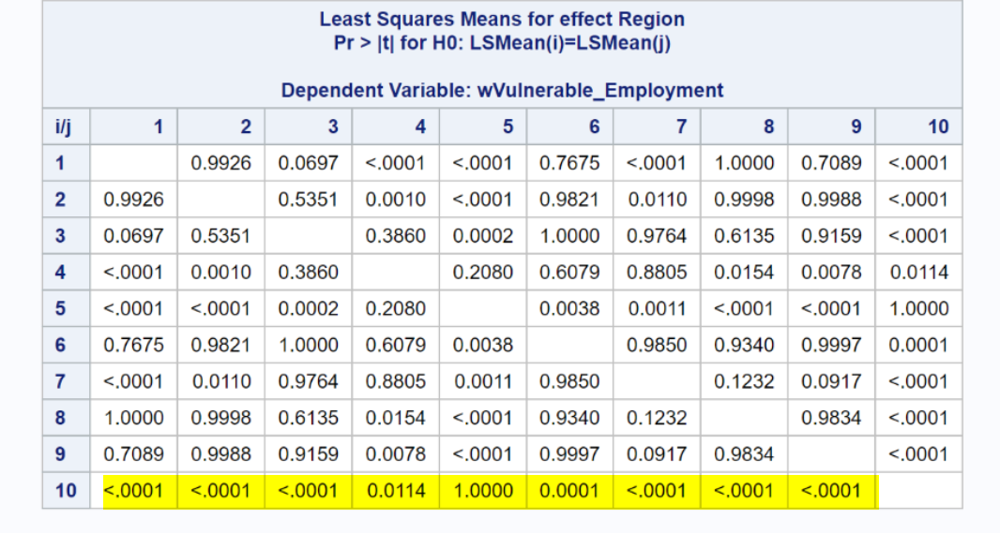 Least Squares Means for effect Region
Pr > |t| for H0: LSMean(i)=LSMean(j)
Dependent Variable: wVulnerable_Employment
i/j 1 2 3 4 5 6 7 8 9 10
1 0.9926 0.0697 <.0001 <.0001 0.7675 <.0001 1.0000 0.7089 <.0001
2 0.9926 0.5351 0.0010 <.0001 0.9821 0.0110 0.9998 0.9988 <.0001
3 0.0697 0.5351 0.3860 0.0002 1.0000 0.9764 0.6135 0.9159 <.0001
4 <.0001 0.0010 0.3860 0.2080 0.6079 0.8805 0.0154 0.0078 0.0114
5 <.0001 <.0001 0.0002 0.2080 0.0038 0.0011 <.0001 <.0001 1.0000
6 0.7675 0.9821 1.0000 0.6079 0.0038 0.9850 0.9340 0.9997 0.0001
7 <.0001 0.0110 0.9764 0.8805 0.0011 0.9850 0.1232 0.0917 <.0001
8 1.0000 0.9998 0.6135 0.0154 <.0001 0.9340 0.1232 0.9834 <.0001
9 0.7089 0.9988 0.9159 0.0078 <.0001 0.9997 0.0917 0.9834 <.0001
10 <.0001 <.0001 <.0001 0.0114 1.0000 0.0001 <.0001 <.0001 <.0001